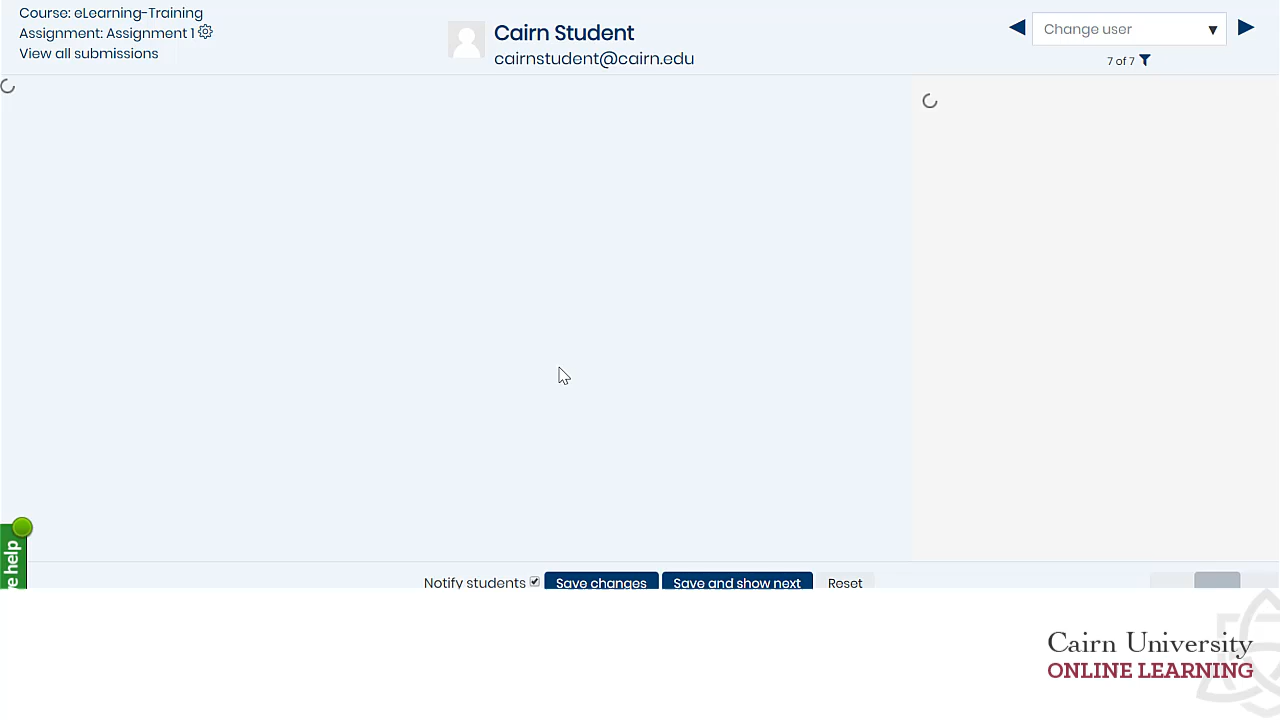 Course: eLearning-Training
Assignment: Assignment 1
View all submissions
Cairn Student
cairnstudent@cairn.edu
Change user
7 of 7
e help
Notify students
Save changes
Save and show next
Reset
Cairn University
ONLINE LEARNING